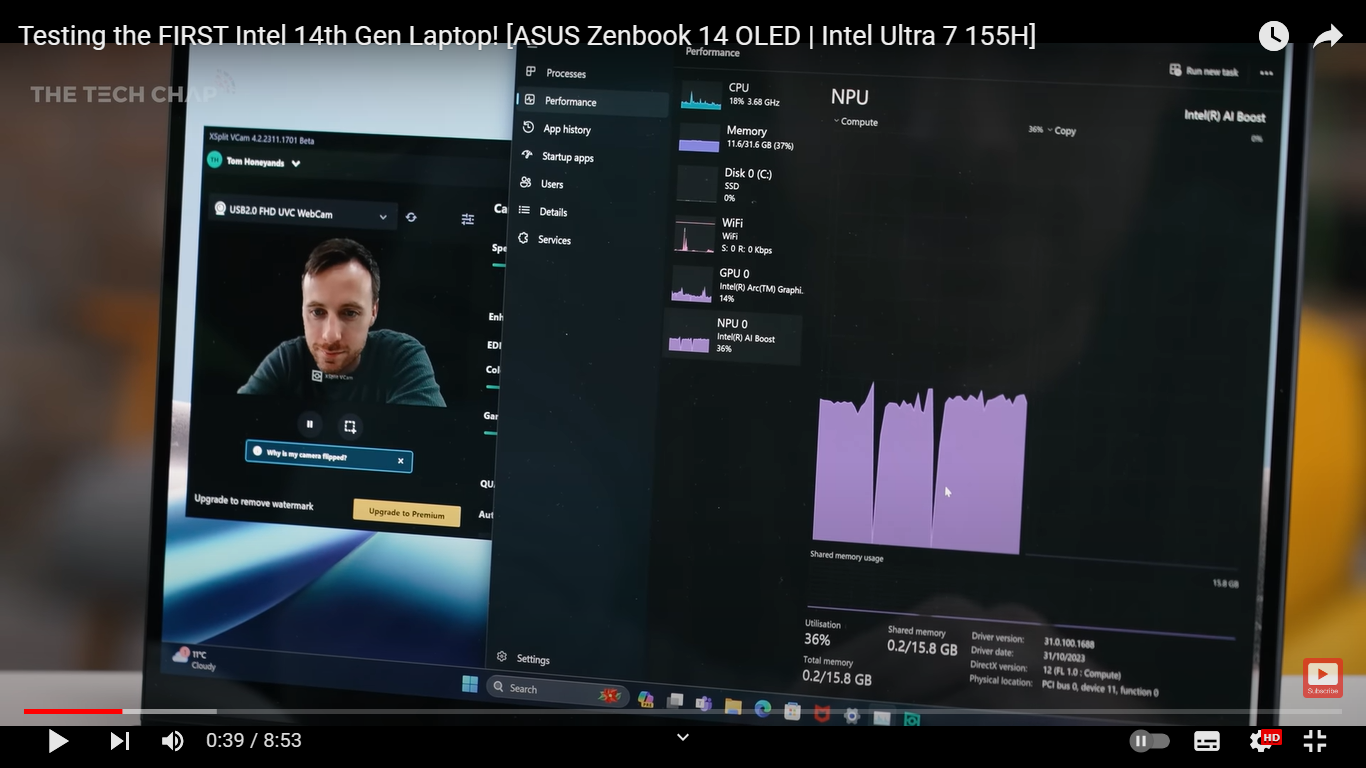 Testing the FIRST Intel 14th Gen Laptop! [ASUS Zenbook 14 OLED | Intel Ultra 7 155H]
THE TECH CHAP
XSplit VCam 4.2.2311.1701 Beta
TH Tom Honeyands
USB2.0 FHD UVC WebCam
XSplit VCam
Why is my camera flipped?
Upgrade to remove watermark
Upgrade to Premium
Ca
Spe
Enh
EDI
Colo
Gar
QUA
Aut
Processes
Performance
App history
Startup apps
Users
Details
Services
Settings
Performance
Run new task
CPU
18% 3.68 GHz
Memory
11.6/31.6 GB (37%)
Disk 0 (C:)
SSD
0%
WiFi
WiFi
S: 0 R: 0 Kbps
GPU 0
Intel(R) Arc(TM) Graphi.
14%
NPU 0
Intel(R) AI Boost
36%
NPU
Intel(R) AI Boost
Compute
36%
Copy
0%
Shared memory usage
15.8 GB
Utilisation
36%
Shared memory
0.2/15.8 GB
Total memory
0.2/15.8 GB
Driver version: 31.0.100.1688
Driver date: 31/10/2023
DirectX version: 12 (FL 1.0 : Compute)
Physical location: PCI bus 0, device 11, function 0
11°C
Cloudy
Search
Subscribe
0:39 / 8:53
HD